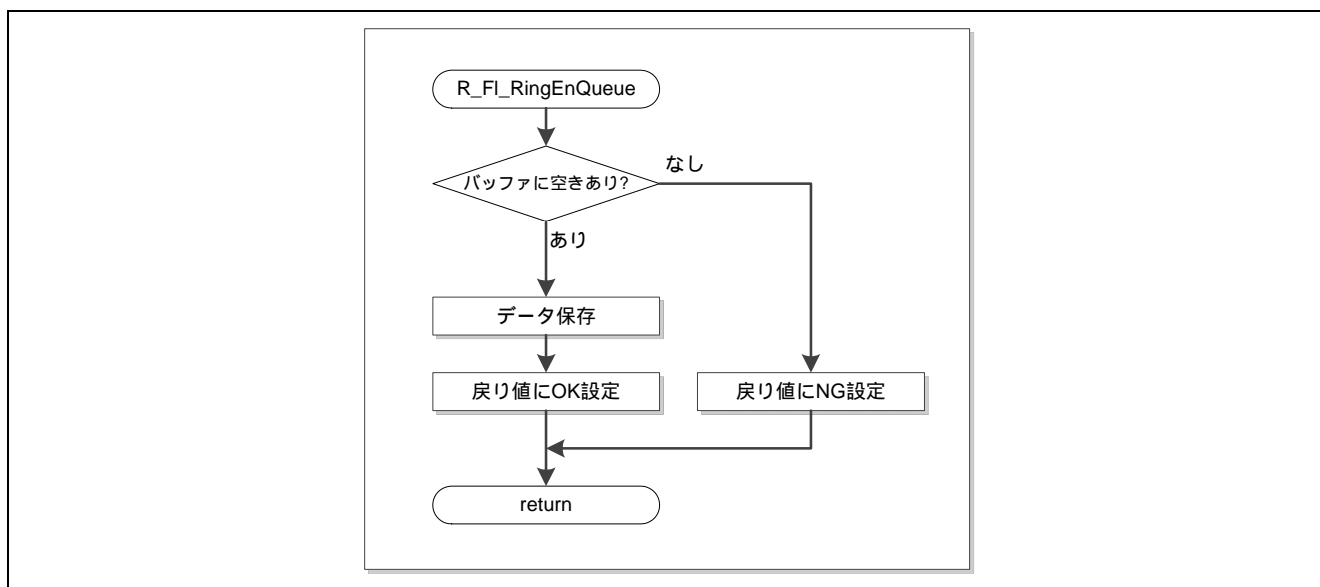 R_Fl_RingEnQueue
バッファに空きあり?
なし
あり
データ保存
戻り値にOK設定
戻り値にNG設定
return